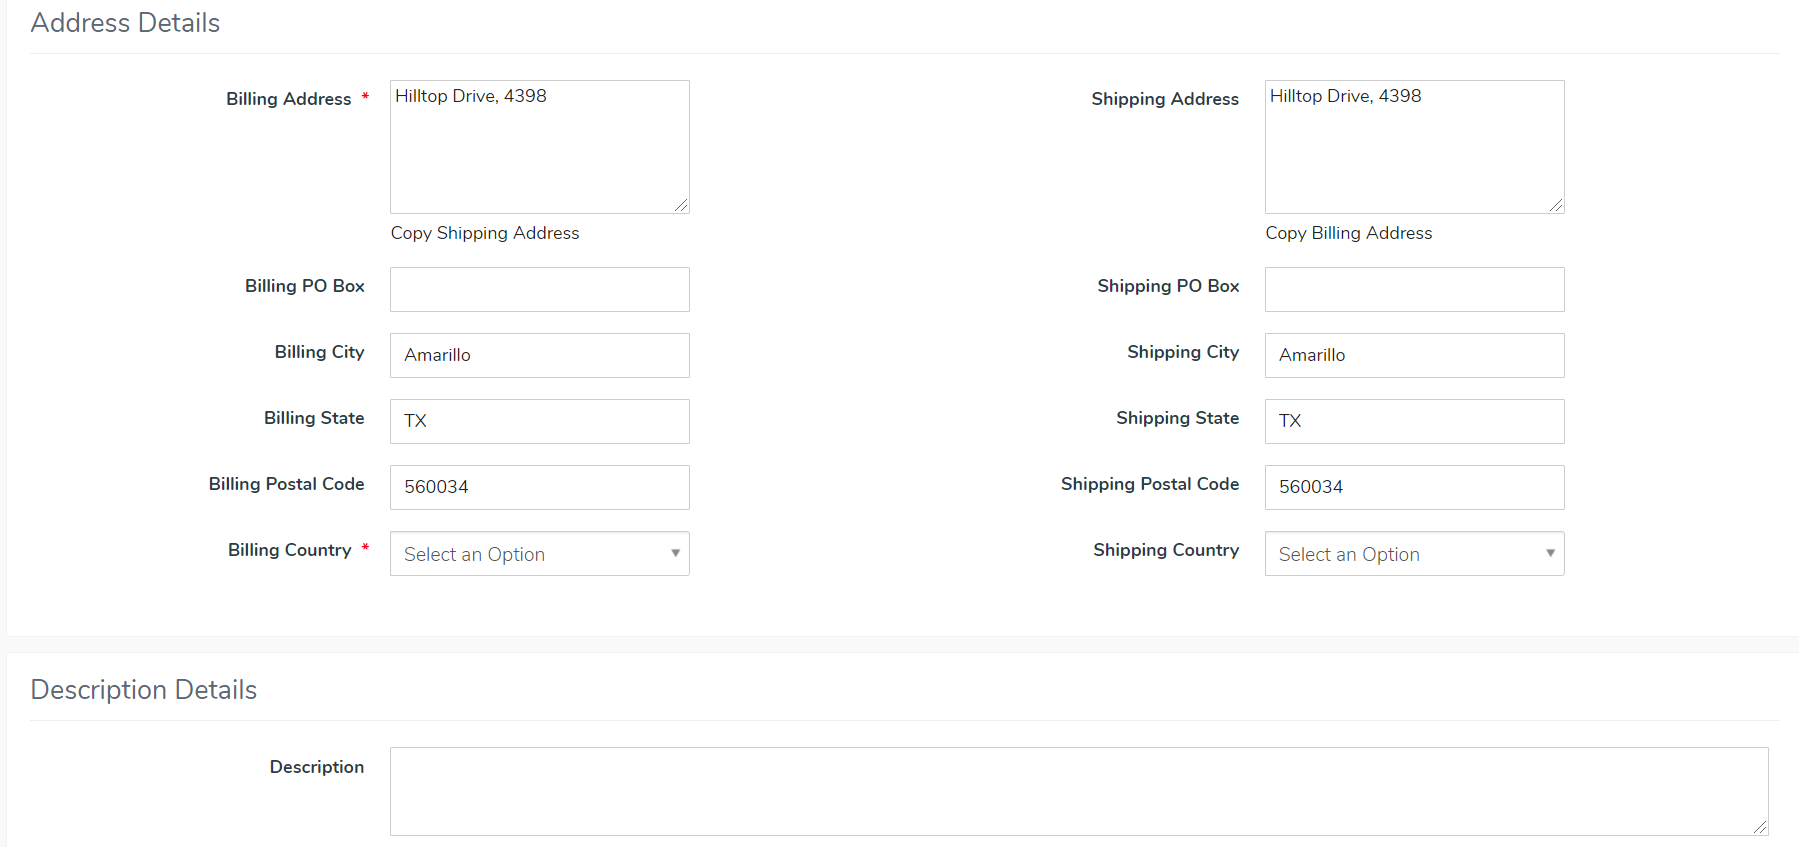 Address Details
Billing Address * Hilltop Drive, 4398 Shipping Address Hilltop Drive, 4398
Copy Shipping Address Copy Billing Address
Billing PO Box Shipping PO Box
Billing City Amarillo Shipping City Amarillo
Billing State TX Shipping State TX
Billing Postal Code 560034 Shipping Postal Code 560034
Billing Country * Select an Option Shipping Country Select an Option
Description Details
Description